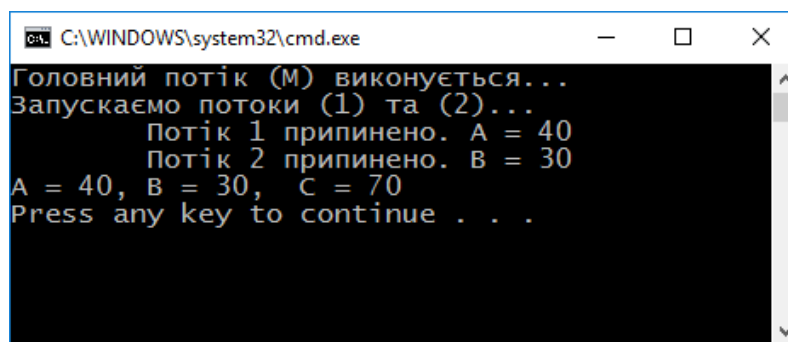 C:\WINDOWS\system32\cmd.exe
Головний потік (М) виконується...
Запускаємо потоки (1) та (2)...
Потік 1 припинено. А = 40
Потік 2 припинено. В = 30
А = 40, В = 30,  С = 70
Press any key to continue . . .